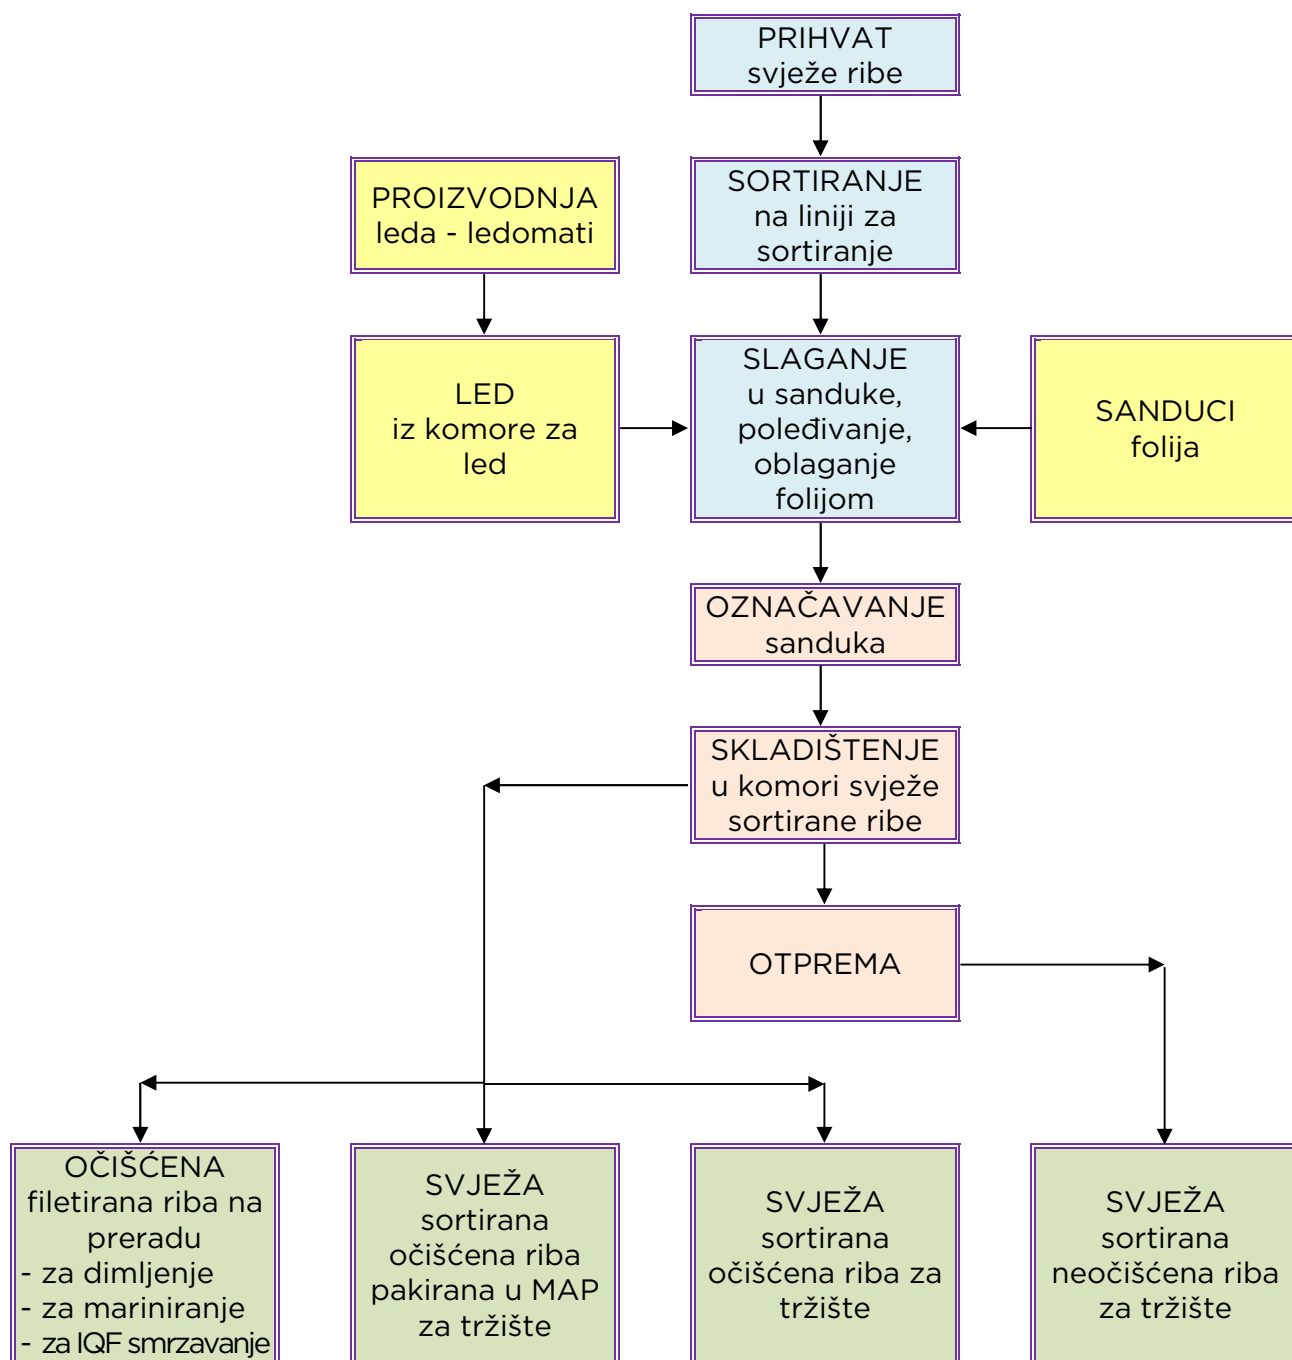 PRIHVAT
svježe ribe
PROIZVODNJA
leda - ledomati
SORTIRANJE
na liniji za
sortiranje
LED
iz komore za
led
SLAGANJE
u sanduke,
poleđivanje,
oblaganje
folijom
SANDUCI
folija
OZNAČAVANJE
sanduka
SKLADIŠTENJE
u komori svježe
sortirane ribe
OTPREMA
OČIŠĆENA
filetirana riba na
preradu
- za dimljenje
- za mariniranje
- za IQF smrzavanje
SVJEŽA
sortirana
očišćena riba
pakirana u MAP
za tržište
SVJEŽA
sortirana
očišćena riba za
tržište
SVJEŽA
sortirana
neočišćena riba
za tržište